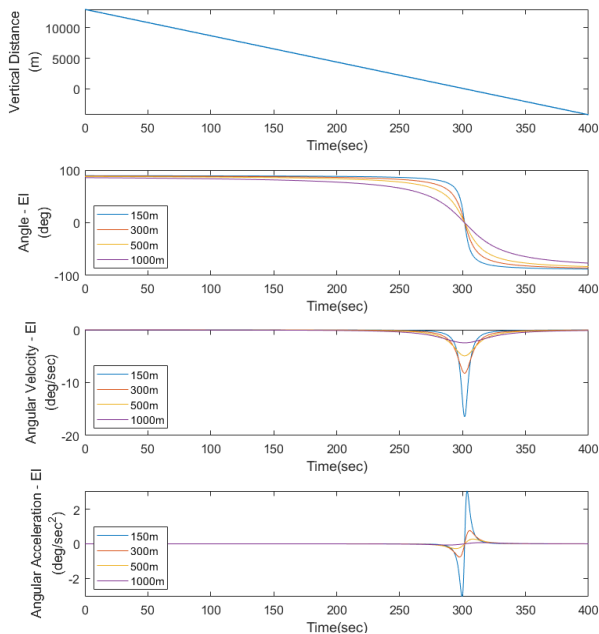 Vertical Distance
(m)
10000
5000
0
0 50 100 150 200 250 300 350 400
Time(sec)
Angle - El
(deg)
100
0
-100
150m
300m
500m
1000m
0 50 100 150 200 250 300 350 400
Time(sec)
Angular Velocity - El
(deg/sec)
0
-10
-20
150m
300m
500m
1000m
0 50 100 150 200 250 300 350 400
Time(sec)
Angular Acceleration - El
(deg/sec²)
2
0
-2
150m
300m
500m
1000m
0 50 100 150 200 250 300 350 400
Time(sec)